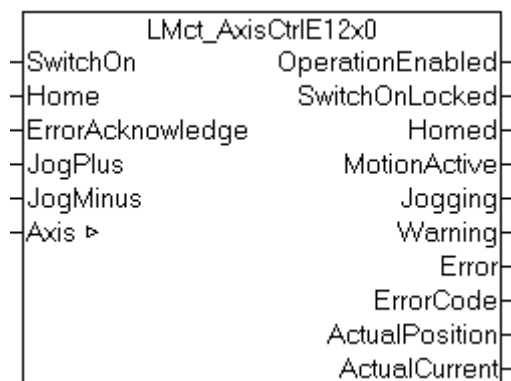 LMct_AxisCtrlE12x0
SwitchOn OperationEnabled
Home SwitchOnLocked
ErrorAcknowledge Homed
JogPlus MotionActive
JogMinus Jogging
Axis Warning
Error
ErrorCode
ActualPosition
ActualCurrent